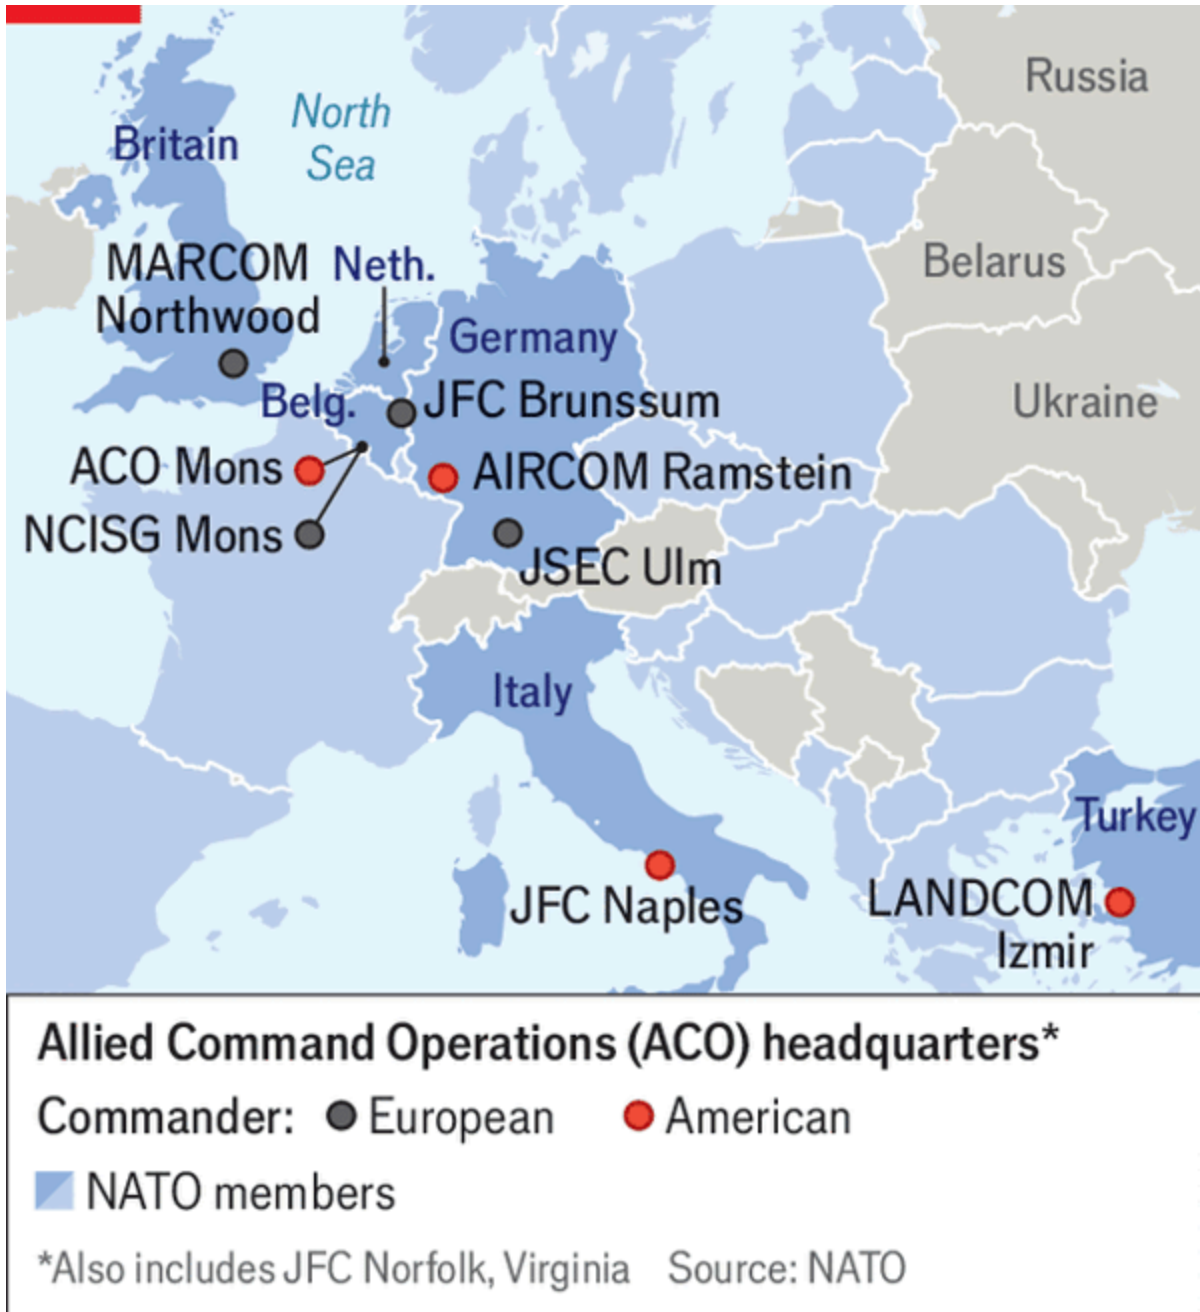 Russia
North
Sea
Britain
MARCOM
Northwood
Neth.
Belarus
Germany
Belg.
JFC Brunssum
Ukraine
ACO Mons
AIRCOM Ramstein
NCISG Mons
JSEC Ulm
Italy
Turkey
JFC Naples
LANDCOM
Izmir
Allied Command Operations (ACO) headquarters*
Commander: European American
NATO members
*Also includes JFC Norfolk, Virginia Source: NATO